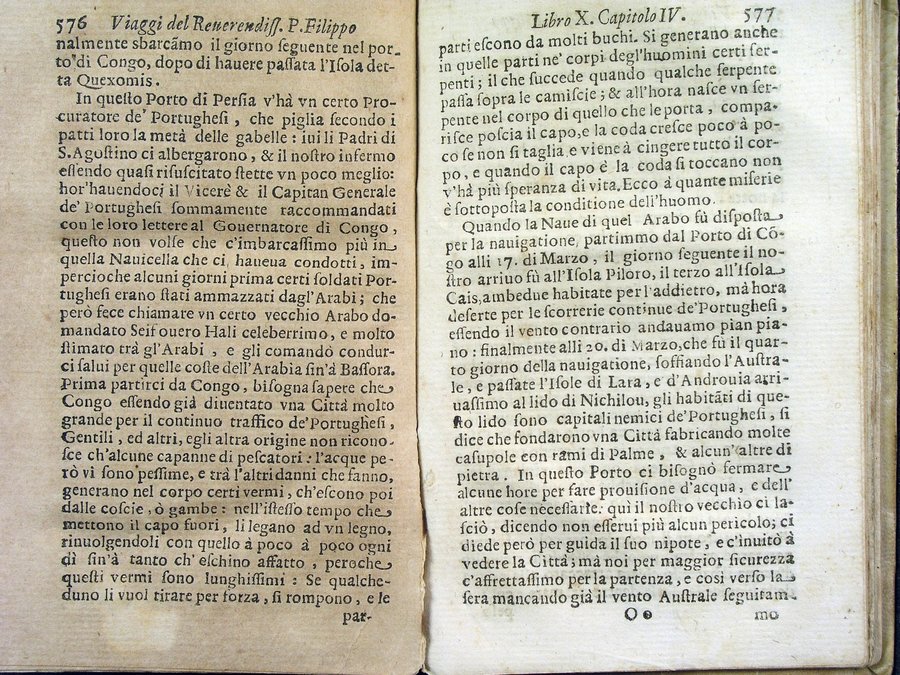 576 Viaggi del Reuerendiſſ. P. Filippo
nalmente sbarcãmo il giorno ſeguente nel por-
to di Congo, dopo di hauere paſſata l'Iſola det-
ta Quexomis.
In queſto Porto di Perſia v'hà vn certo Pro-
curatore de' Portugheſi, che piglia ſecondo i
patti loro la metà delle gabelle: iui li Padri di
S. Agoſtino ci albergarono, & il noſtro infermo
eſſendo quaſi riſuſcitato ſtette vn poco meglio:
hor'hauendoci il Vicerè & il Capitan Generale
de' Portugheſi ſommamente raccommandati
con le loro lettere al Gouernatore di Congo,
queſto non volſe che c'imbarcaſſimo più in
quella Nauicella che ci haueua condotti, im-
percioche alcuni giorni prima certi ſoldati Por-
tugheſi erano ſtati ammazzati dagl'Arabi; che
però fece chiamare vn certo vecchio Arabo do-
mandato Seif ouero Hali celeberrimo, e molto
ſtimato trà gl'Arabi, e gli comandò condur-
ci ſalui per quelle coſte dell'Arabia ſin'à Baſſora.
Prima partirci da Congo, biſogna ſapere che
Congo eſſendo già diuentato vna Città molto
grande per il continuo traffico de'Portugheſi,
Gentili, ed altri, egli altra origine non ricono-
ſce ch'alcune capanne di peſcatori: l'acque pe-
rò vi ſono peſſime, e trà l'altri danni che fanno,
generano nel corpo certi vermi, ch'eſcono poi
dalle coſcie, ò gambe: nell'iſteſſo tempo che
mettono il capo fuori, li legano ad vn legno,
rinuolgendoli con quello à poco à poco ogni
dì ſin'à tanto ch'eſchino affatto, peroche
queſti vermi ſono lunghiſſimi: Se qualche-
duno li vuol tirare per forza, ſi rompono, e le
par-
Libro X. Capitolo IV. 577
parti eſcono da molti buchi. Si generano anche
in quelle parti ne' corpi degl'huomini certi ſer-
penti; il che ſuccede quando qualche ſerpente
paſſa ſopra le camiſcie; & all'hora naſce vn ſer-
pente nel corpo di quello che le porta, compa-
riſce poſcia il capo, e la coda creſce poco à po-
co ſe non ſi taglia e viene à cingere tutto il cor-
po, e quando il capo è la coda ſi toccano non
v'hà più ſperanza di vita. Ecco à quante miſerie
è ſottopoſta la conditione dell'huomo.
Quando la Naue di quel Arabo fù diſpoſta
per la nauigatione, partimmo dal Porto di Cõ-
go alli 17. di Marzo, il giorno ſeguente il no-
ſtro arriuo fù all'Iſola Piloro, il terzo all'Iſola
Cais, ambedue habitate per l'addietro, mà hora
deſerte per le ſcorrerie continue de'Portugheſi,
eſſendo il vento contrario andauamo pian pia-
no: finalmente alli 20. di Marzo, che fù il quar-
to giorno della nauigatione, ſoffiando l'Auſtra-
le, e paſſate l'Iſole di Lara, e d'Androuia arri-
uaſſimo al lido di Nichilou, gli habitãti di que-
ſto lido ſono capitali nemici de'Portugheſi, ſi
dice che fondarono vna Città fabricando molte
caſupole con rami di Palme, & alcun'altre di
pietra. In queſto Porto ci biſognò fermare
alcune hore per fare prouiſione d'acqua, e dell'
altre coſe neceſſarie: quì il noſtro vecchio ci la-
ſciò, dicendo non eſſerui più alcun pericolo; ci
diede però per guida il ſuo nipote, e c'inuitò à
vedere la Città; mà noi per maggior ſicurezza
c'affrettaſſimo per la partenza, e coſi verſo la
ſera mancando già il vento Auſtrale ſeguitam-
Oo mo